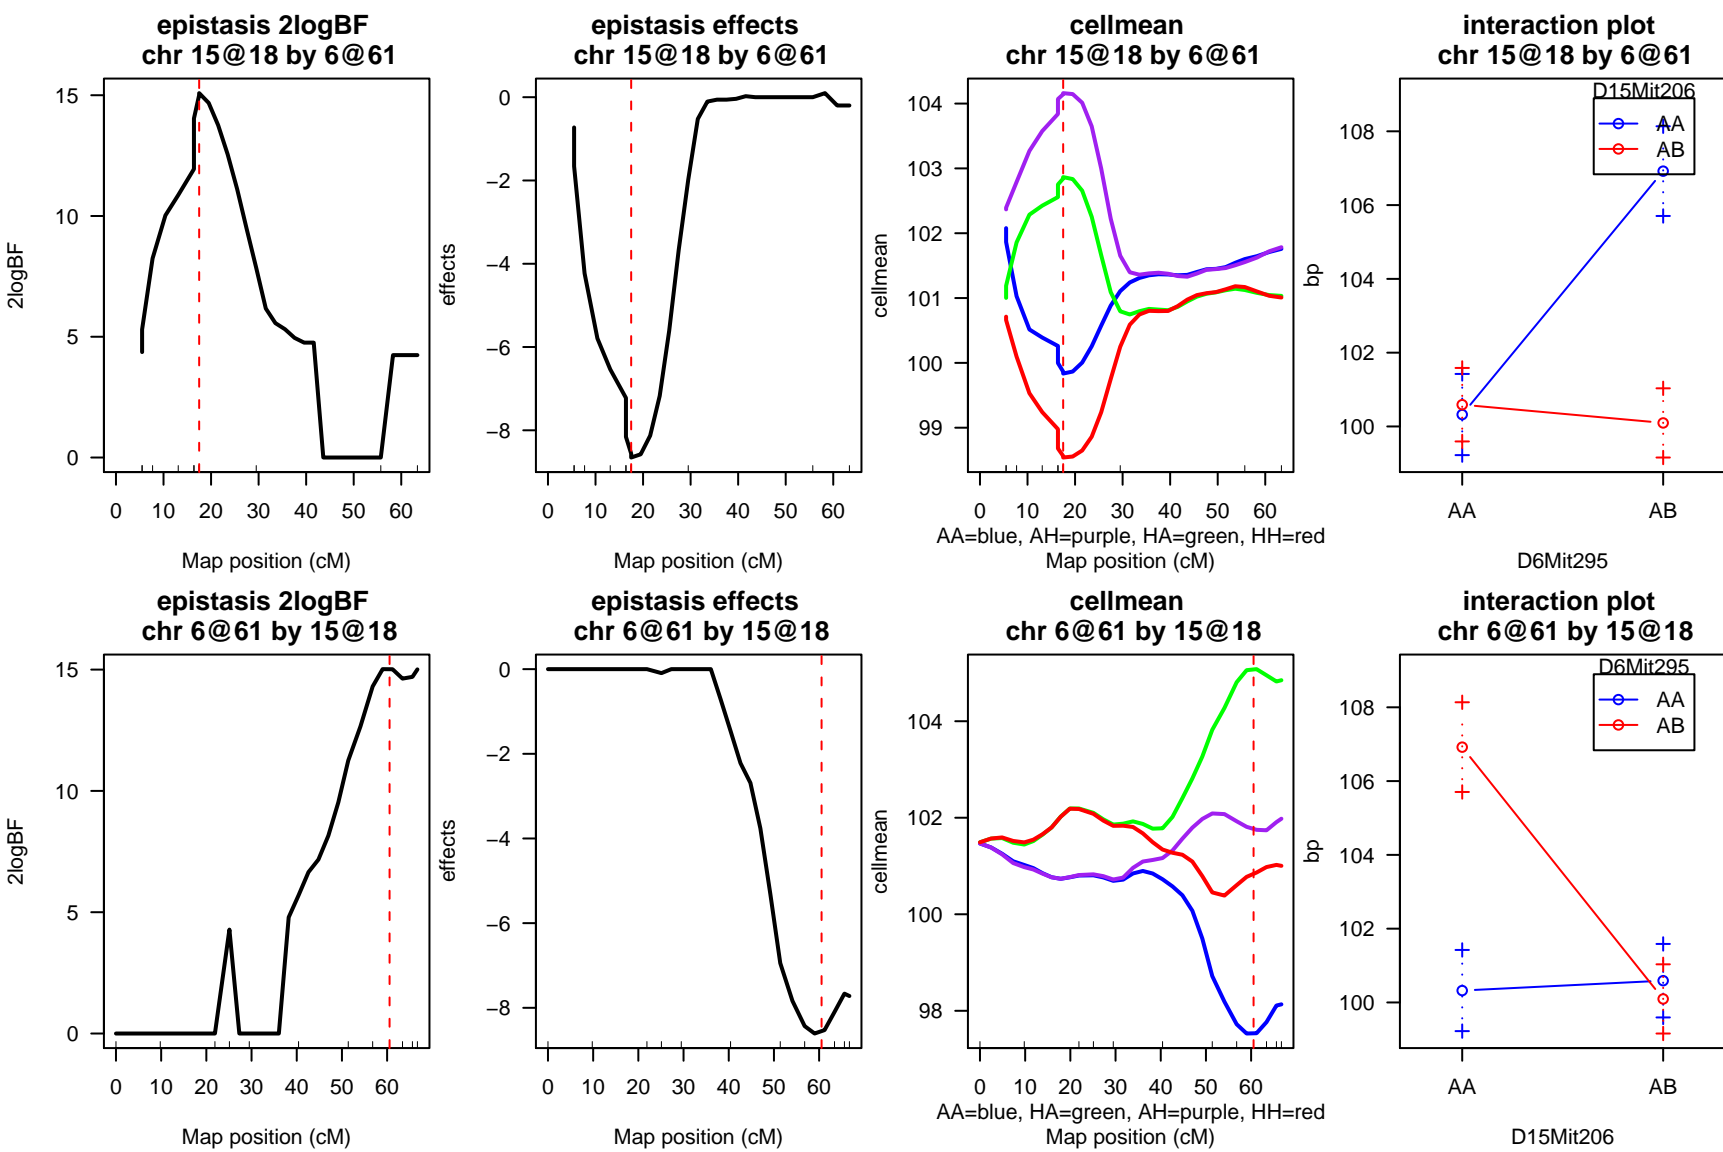 epistasis 2logBF
chr 15@18 by 6@61
2logBF
15
10
5
0
0 10 20 30 40 50 60
Map position (cM)
epistasis effects
chr 15@18 by 6@61
effects
0
−2
−4
−6
−8
0 10 20 30 40 50 60
Map position (cM)
cellmean
chr 15@18 by 6@61
cellmean
104
103
102
101
100
99
0 10 20 30 40 50 60
AA=blue, AH=purple, HA=green, HH=red
Map position (cM)
interaction plot
chr 15@18 by 6@61
bp
108
106
104
102
100
D15Mit206
AA
AB
AA AB
D6Mit295
epistasis 2logBF
chr 6@61 by 15@18
2logBF
15
10
5
0
0 10 20 30 40 50 60
Map position (cM)
epistasis effects
chr 6@61 by 15@18
effects
0
−2
−4
−6
−8
0 10 20 30 40 50 60
Map position (cM)
cellmean
chr 6@61 by 15@18
cellmean
104
102
100
98
0 10 20 30 40 50 60
AA=blue, HA=green, AH=purple, HH=red
Map position (cM)
interaction plot
chr 6@61 by 15@18
bp
108
106
104
102
100
D6Mit295
AA
AB
AA AB
D15Mit206